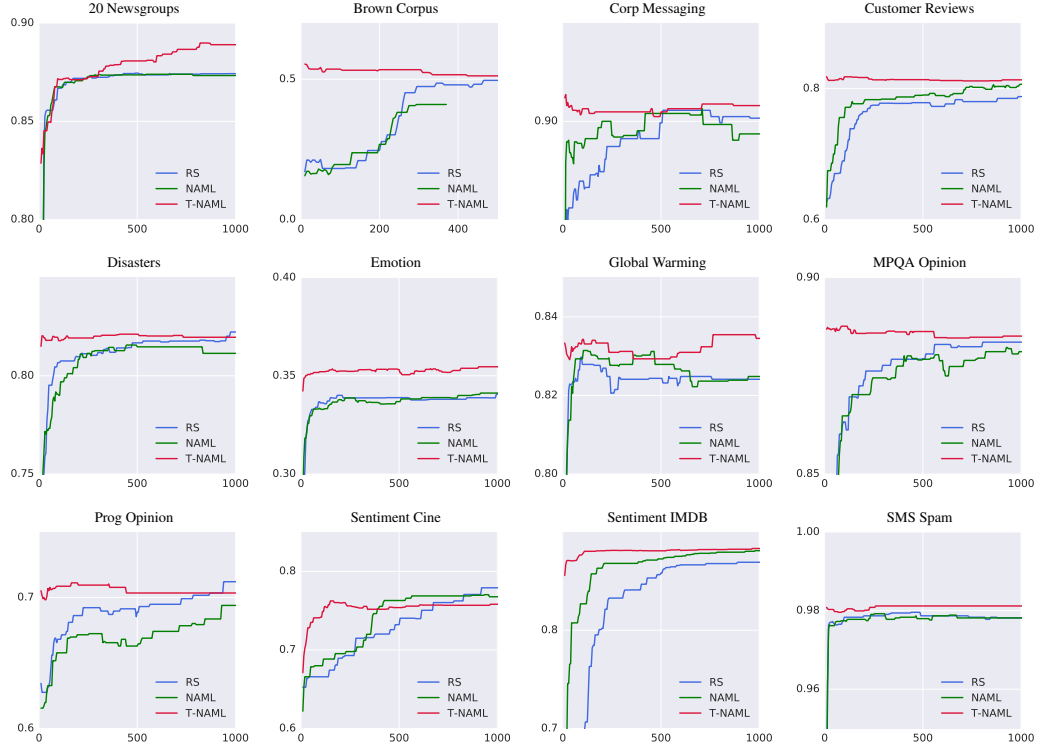 20 Newsgroups
0.90
0.85
0.80
0
500
1000
RS
NAML
T-NAML
Brown Corpus
0.5
0.0
0
200
400
RS
NAML
T-NAML
Corp Messaging
0.90
0
500
1000
RS
NAML
T-NAML
Customer Reviews
0.8
0.6
0
500
1000
RS
NAML
T-NAML
Disasters
0.80
0.75
0
500
1000
RS
NAML
T-NAML
Emotion
0.40
0.35
0.30
0
500
1000
RS
NAML
T-NAML
Global Warming
0.84
0.82
0.80
0
500
1000
RS
NAML
T-NAML
MPQA Opinion
0.90
0.85
0
500
1000
RS
NAML
T-NAML
Prog Opinion
0.7
0.6
0
500
1000
RS
NAML
T-NAML
Sentiment Cine
0.8
0.7
0.6
0
500
1000
RS
NAML
T-NAML
Sentiment IMDB
0.8
0.7
0
500
1000
RS
NAML
T-NAML
SMS Spam
1.00
0.98
0.96
0
500
1000
RS
NAML
T-NAML